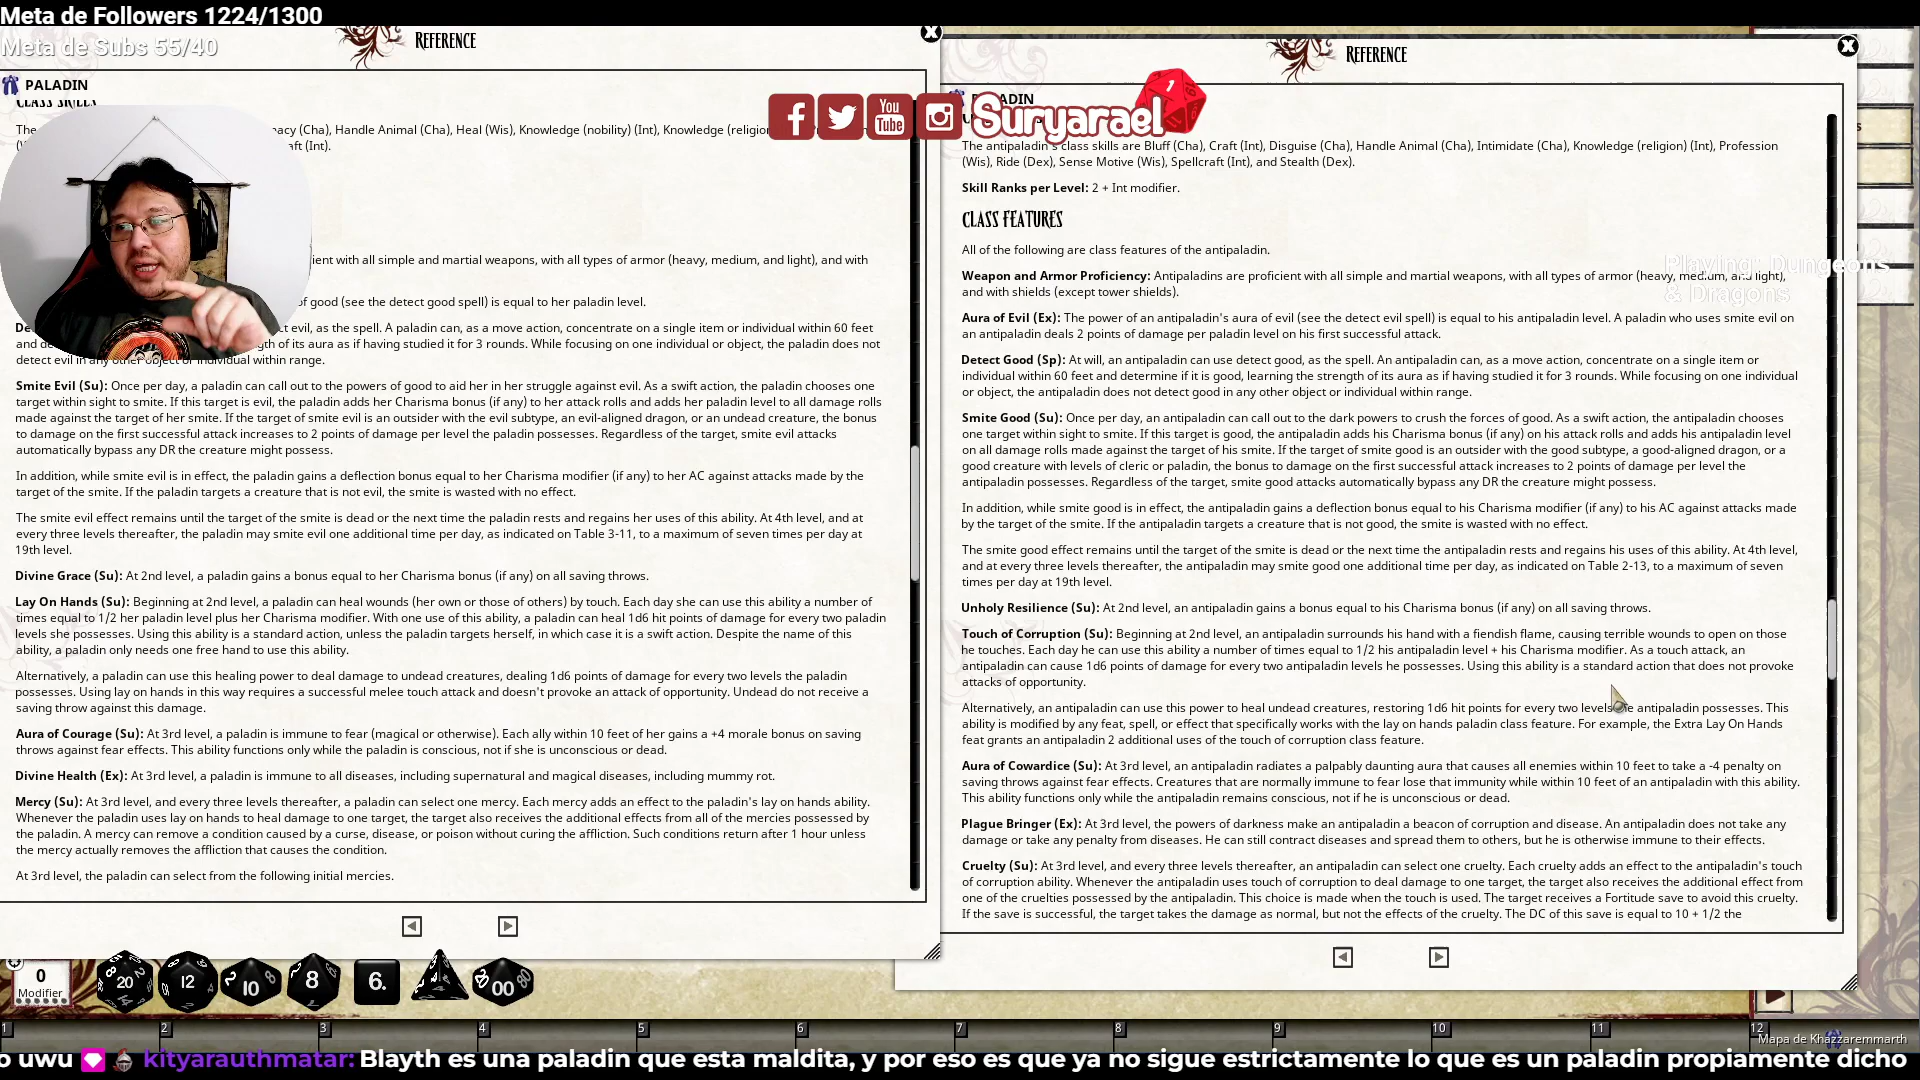 Meta de Followers 1224/1300
Meta de Subs 55/40
REFERENCE
PALADIN
CLASS SKILLS
The
acy (Cha), Handle Animal (Cha), Heal (Wis), Knowledge (nobility) (Int), Knowledge (religio
aft (Int).
ient with all simple and martial weapons, with all types of armor (heavy, medium, and light), and with
of good (see the detect good spell) is equal to her paladin level.
De
ct evil, as the spell. A paladin can, as a move action, concentrate on a single item or individual within 60 feet
and de
gth of its aura as if having studied it for 3 rounds. While focusing on one individual or object, the paladin does not
detect evil in any other object or individual within range.
Smite Evil (Su): Once per day, a paladin can call out to the powers of good to aid her in her struggle against evil. As a swift action, the paladin chooses one
target within sight to smite. If this target is evil, the paladin adds her Charisma bonus (if any) to her attack rolls and adds her paladin level to all damage rolls
made against the target of her smite. If the target of smite evil is an outsider with the evil subtype, an evil-aligned dragon, or an undead creature, the bonus
to damage on the first successful attack increases to 2 points of damage per level the paladin possesses. Regardless of the target, smite evil attacks
automatically bypass any DR the creature might possess.
In addition, while smite evil is in effect, the paladin gains a deflection bonus equal to her Charisma modifier (if any) to her AC against attacks made by the
target of the smite. If the paladin targets a creature that is not evil, the smite is wasted with no effect.
The smite evil effect remains until the target of the smite is dead or the next time the paladin rests and regains her uses of this ability. At 4th level, and at
every three levels thereafter, the paladin may smite evil one additional time per day, as indicated on Table 3-11, to a maximum of seven times per day at
19th level.
Divine Grace (Su): At 2nd level, a paladin gains a bonus equal to her Charisma bonus (if any) on all saving throws.
Lay On Hands (Su): Beginning at 2nd level, a paladin can heal wounds (her own or those of others) by touch. Each day she can use this ability a number of
times equal to 1/2 her paladin level plus her Charisma modifier. With one use of this ability, a paladin can heal 1d6 hit points of damage for every two paladin
levels she possesses. Using this ability is a standard action, unless the paladin targets herself, in which case it is a swift action. Despite the name of this
ability, a paladin only needs one free hand to use this ability.
Alternatively, a paladin can use this healing power to deal damage to undead creatures, dealing 1d6 points of damage for every two levels the paladin
possesses. Using lay on hands in this way requires a successful melee touch attack and doesn't provoke an attack of opportunity. Undead do not receive a
saving throw against this damage.
Aura of Courage (Su): At 3rd level, a paladin is immune to fear (magical or otherwise). Each ally within 10 feet of her gains a +4 morale bonus on saving
throws against fear effects. This ability functions only while the paladin is conscious, not if she is unconscious or dead.
Divine Health (Ex): At 3rd level, a paladin is immune to all diseases, including supernatural and magical diseases, including mummy rot.
Mercy (Su): At 3rd level, and every three levels thereafter, a paladin can select one mercy. Each mercy adds an effect to the paladin's lay on hands ability.
Whenever the paladin uses lay on hands to heal damage to one target, the target also receives the additional effects from all of the mercies possessed by
the paladin. A mercy can remove a condition caused by a curse, disease, or poison without curing the affliction. Such conditions return after 1 hour unless
the mercy actually removes the affliction that causes the condition.
At 3rd level, the paladin can select from the following initial mercies.
REFERENCE
ADIN
You
Tube
Suryarael
1
The antipaladin's class skills are Bluff (Cha), Craft (Int), Disguise (Cha), Handle Animal (Cha), Intimidate (Cha), Knowledge (religion) (Int), Profession
(Wis), Ride (Dex), Sense Motive (Wis), Spellcraft (Int), and Stealth (Dex).
Skill Ranks per Level: 2 + Int modifier.
CLASS FEATURES
All of the following are class features of the antipaladin.
Weapon and Armor Proficiency: Antipaladins are proficient with all simple and martial weapons, with all types of armor (heavy, medium, and light),
and with shields (except tower shields).
Playing: Dungeons
& Dragons
Aura of Evil (Ex): The power of an antipaladin's aura of evil (see the detect evil spell) is equal to his antipaladin level. A paladin who uses smite evil on
an antipaladin deals 2 points of damage per paladin level on his first successful attack.
Detect Good (Sp): At will, an antipaladin can use detect good, as the spell. An antipaladin can, as a move action, concentrate on a single item or
individual within 60 feet and determine if it is good, learning the strength of its aura as if having studied it for 3 rounds. While focusing on one individual
or object, the antipaladin does not detect good in any other object or individual within range.
Smite Good (Su): Once per day, an antipaladin can call out to the dark powers to crush the forces of good. As a swift action, the antipaladin chooses
one target within sight to smite. If this target is good, the antipaladin adds his Charisma bonus (if any) on his attack rolls and adds his antipaladin level
on all damage rolls made against the target of his smite. If the target of smite good is an outsider with the good subtype, a good-aligned dragon, or a
good creature with levels of cleric or paladin, the bonus to damage on the first successful attack increases to 2 points of damage per level the
antipaladin possesses. Regardless of the target, smite good attacks automatically bypass any DR the creature might possess.
In addition, while smite good is in effect, the antipaladin gains a deflection bonus equal to his Charisma modifier (if any) to his AC against attacks made
by the target of the smite. If the antipaladin targets a creature that is not good, the smite is wasted with no effect.
The smite good effect remains until the target of the smite is dead or the next time the antipaladin rests and regains his uses of this ability. At 4th level,
and at every three levels thereafter, the antipaladin may smite good one additional time per day, as indicated on Table 2-13, to a maximum of seven
times per day at 19th level.
Unholy Resilience (Su): At 2nd level, an antipaladin gains a bonus equal to his Charisma bonus (if any) on all saving throws.
Touch of Corruption (Su): Beginning at 2nd level, an antipaladin surrounds his hand with a fiendish flame, causing terrible wounds to open on those
he touches. Each day he can use this ability a number of times equal to 1/2 his antipaladin level + his Charisma modifier. As a touch attack, an
antipaladin can cause 1d6 points of damage for every two antipaladin levels he possesses. Using this ability is a standard action that does not provoke
attacks of opportunity.
Alternatively, an antipaladin can use this power to heal undead creatures, restoring 1d6 hit points for every two levels the antipaladin possesses. This
ability is modified by any feat, spell, or effect that specifically works with the lay on hands paladin class feature. For example, the Extra Lay On Hands
feat grants an antipaladin 2 additional uses of the touch of corruption class feature.
Aura of Cowardice (Su): At 3rd level, an antipaladin radiates a palpably daunting aura that causes all enemies within 10 feet to take a -4 penalty on
saving throws against fear effects. Creatures that are normally immune to fear lose that immunity while within 10 feet of an antipaladin with this ability.
This ability functions only while the antipaladin remains conscious, not if he is unconscious or dead.
Plague Bringer (Ex): At 3rd level, the powers of darkness make an antipaladin a beacon of corruption and disease. An antipaladin does not take any
damage or take any penalty from diseases. He can still contract diseases and spread them to others, but he is otherwise immune to their effects.
Cruelty (Su): At 3rd level, and every three levels thereafter, an antipaladin can select one cruelty. Each cruelty adds an effect to the antipaladin's touch
of corruption ability. Whenever the antipaladin uses touch of corruption to deal damage to one target, the target also receives the additional effect from
one of the cruelties possessed by the antipaladin. This choice is made when the touch is used. The target receives a Fortitude save to avoid this cruelty.
If the save is successful, the target takes the damage as normal, but not the effects of the cruelty. The DC of this save is equal to 10 + 1/2 the
0
Modifier
20
12
10
8
6.
4
00
1 2 3 4 5 6 7 8 9 10 11 12
Mapa de Khazzaremmarth
o uwu kityarauthmatar: Blayth es una paladin que esta maldita, y por eso es que ya no sigue estrictamente lo que es un paladin propiamente dicho